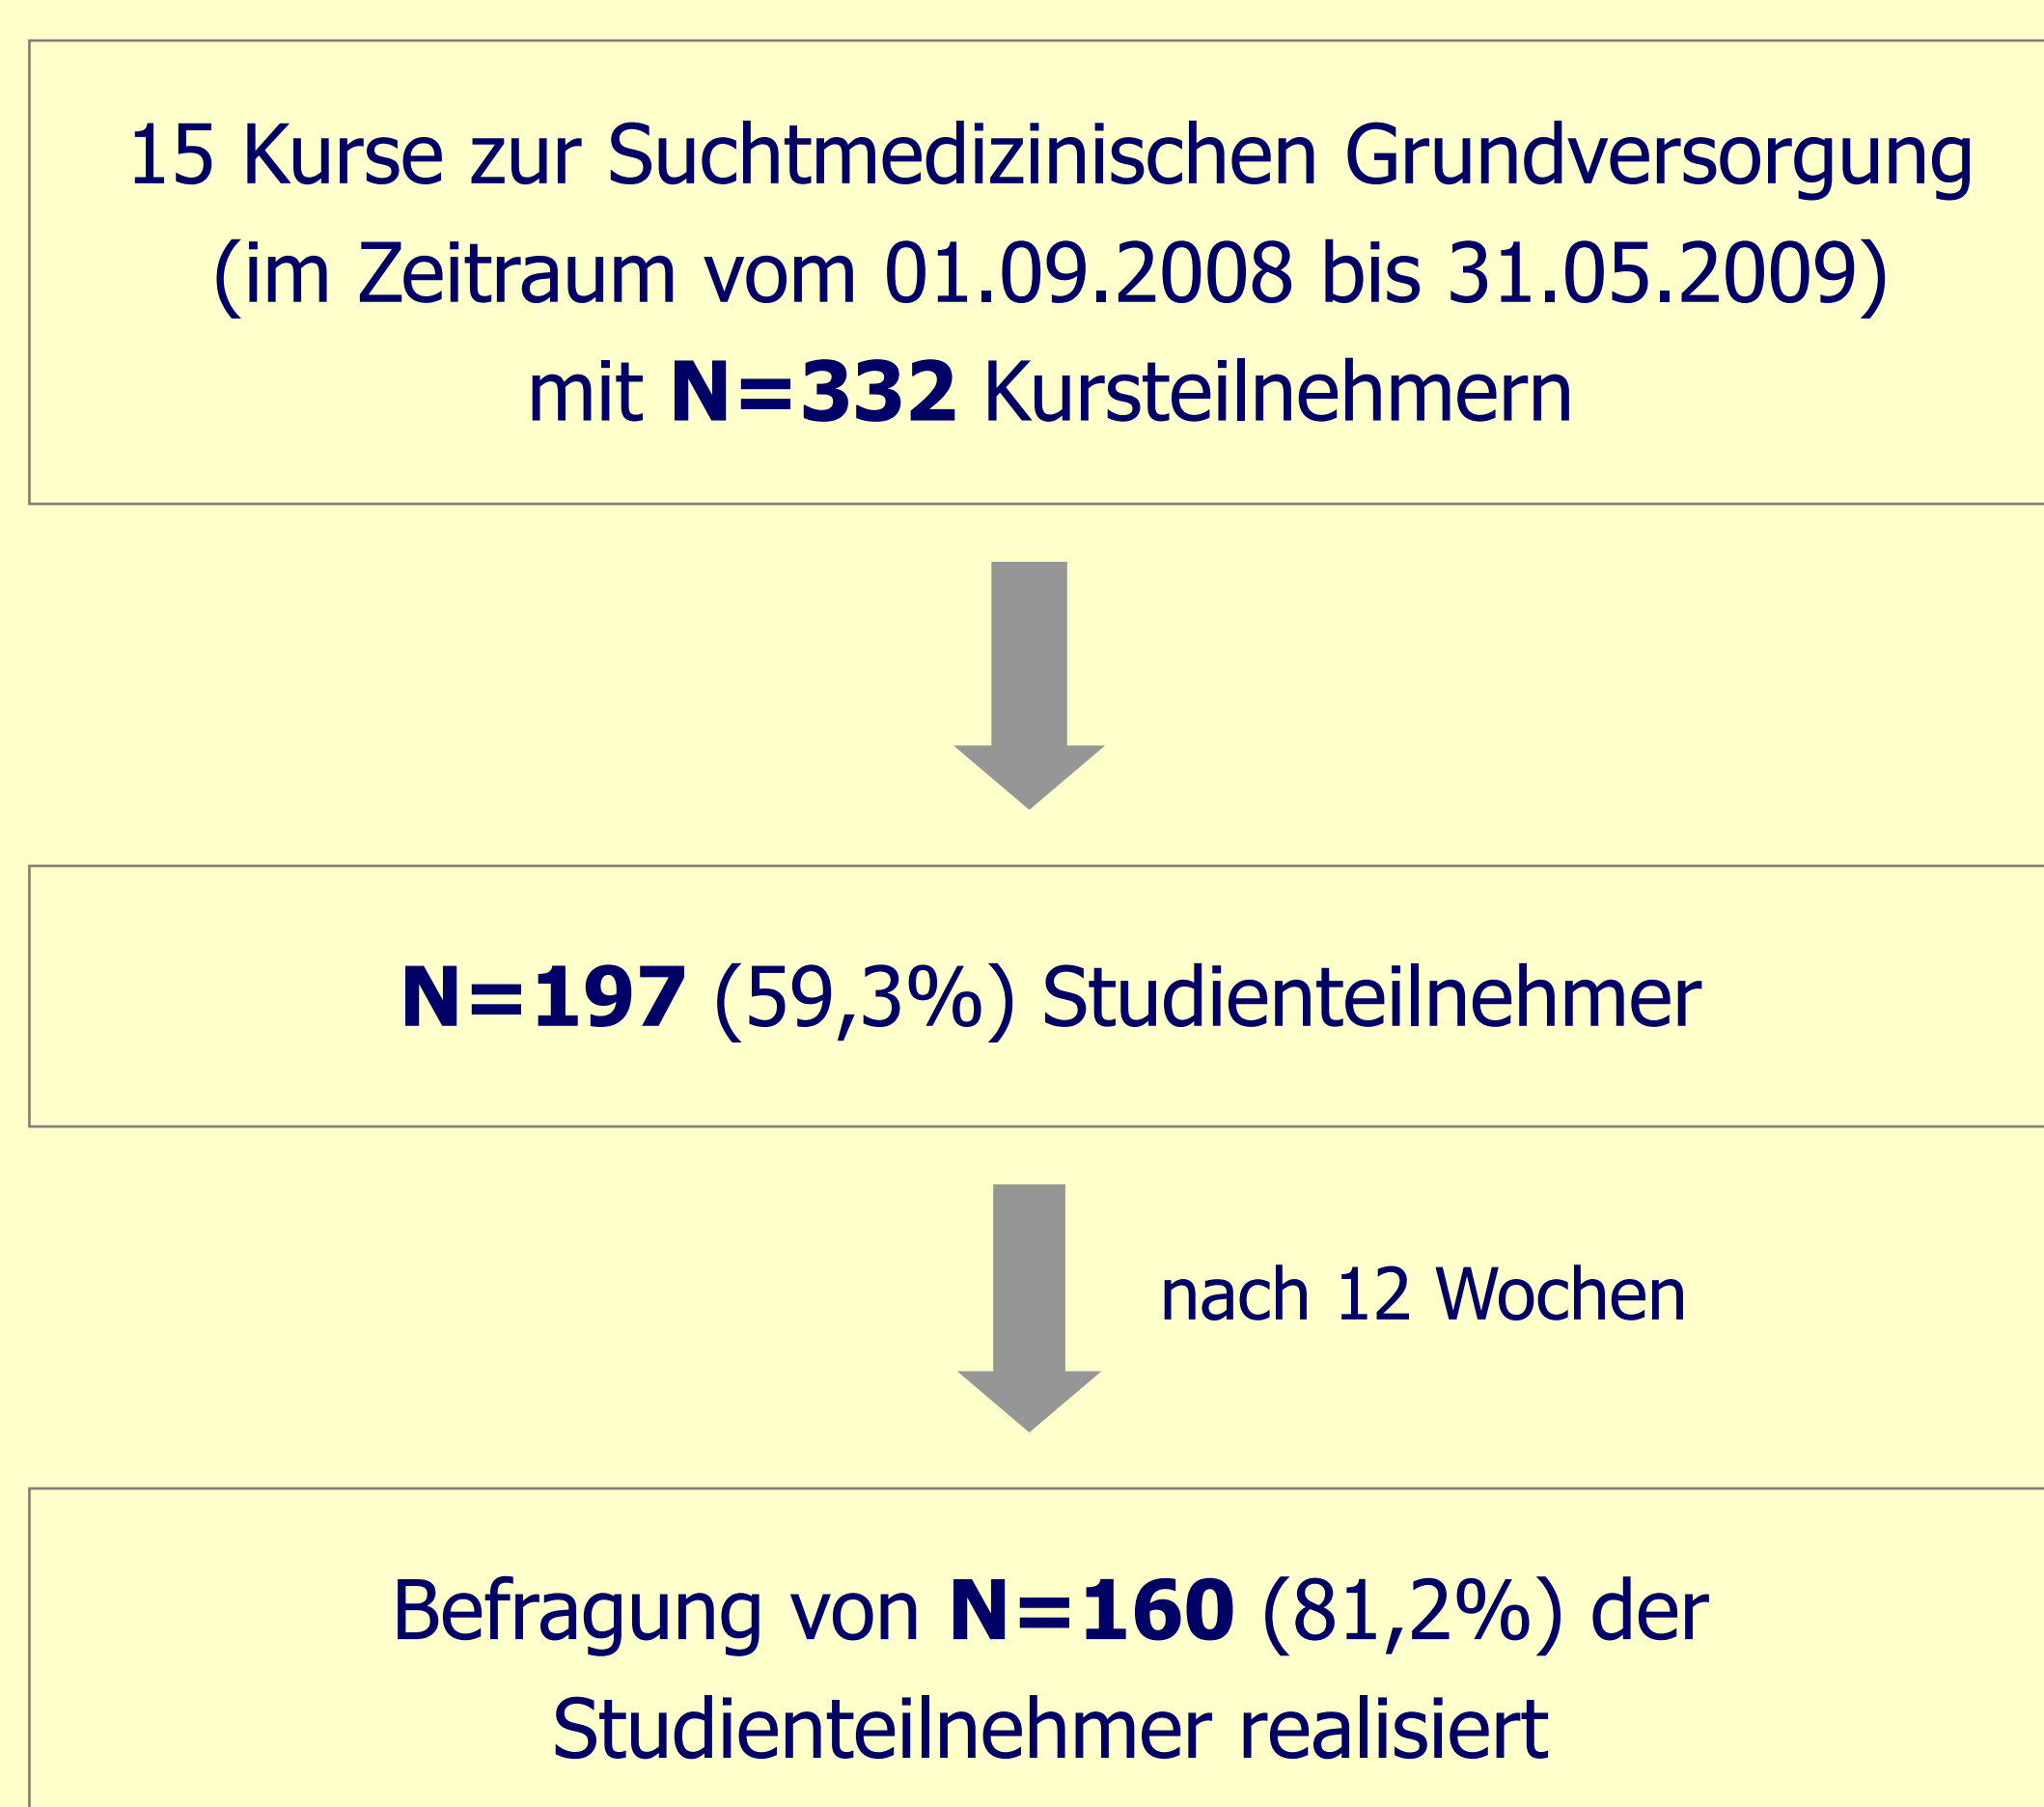 15 Kurse zur Suchtmedizinischen Grundversorgung
(im Zeitraum vom 01.09.2008 bis 31.05.2009)
mit N=332 Kursteilnehmern
N=197 (59,3%) Studienteilnehmer
nach 12 Wochen
Befragung von N=160 (81,2%) der
Studienteilnehmer realisiert